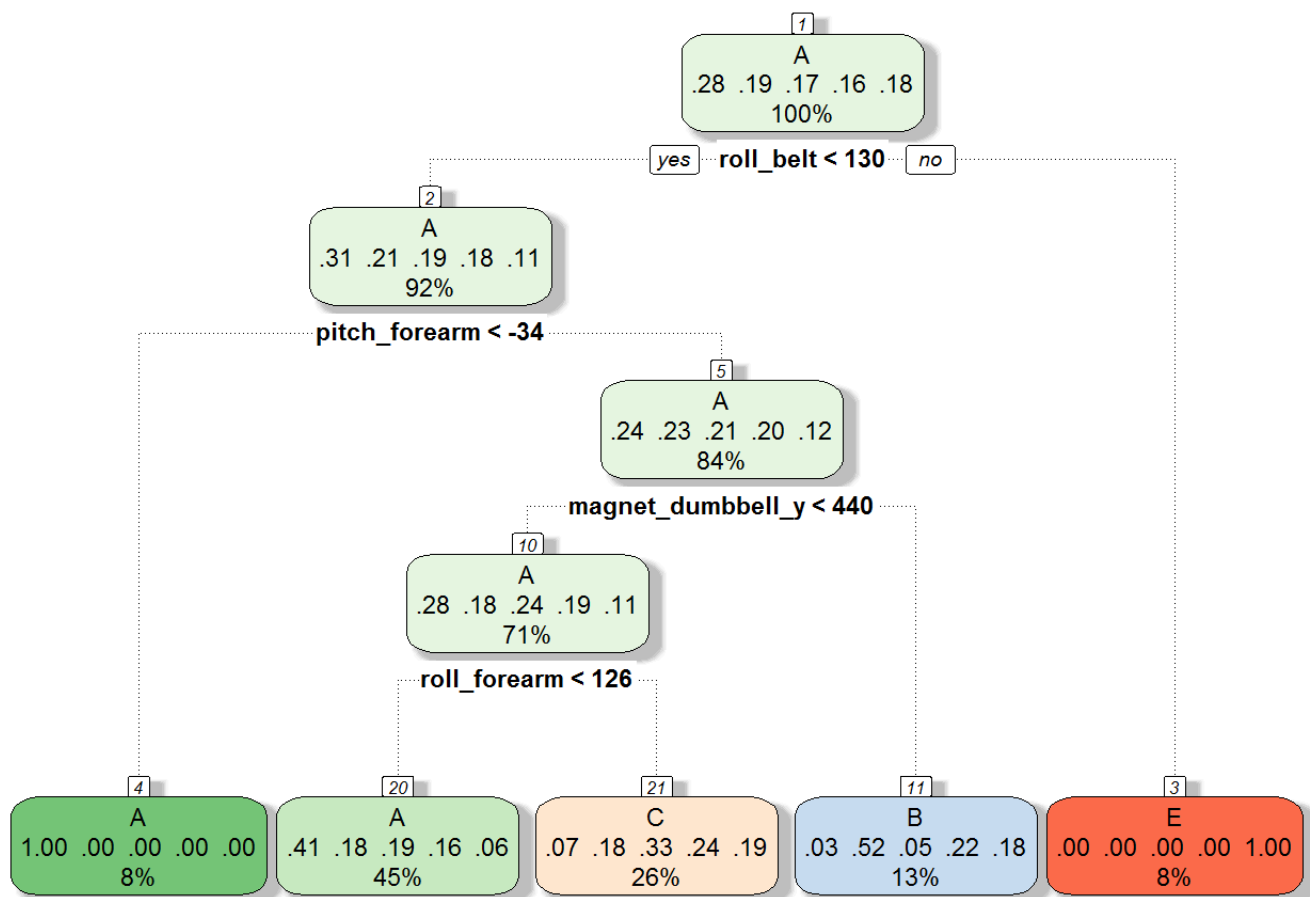 1
A
.28 .19 .17 .16 .18
100%
yes roll_belt < 130 no
2
A
.31 .21 .19 .18 .11
92%
pitch_forearm < -34
5
A
.24 .23 .21 .20 .12
84%
magnet_dumbbell_y < 440
10
A
.28 .18 .24 .19 .11
71%
roll_forearm < 126
4
A
1.00 .00 .00 .00 .00
8%
20
A
.41 .18 .19 .16 .06
45%
21
C
.07 .18 .33 .24 .19
26%
11
B
.03 .52 .05 .22 .18
13%
3
E
.00 .00 .00 .00 1.00
8%